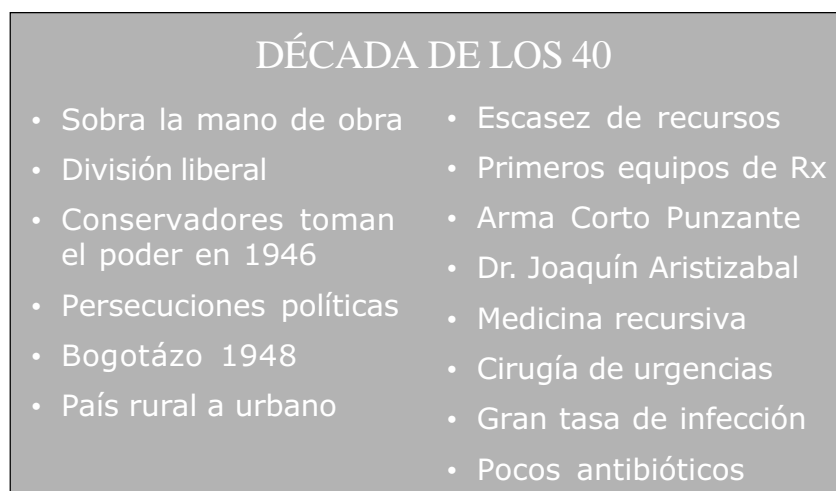 DÉCADA DE LOS 40
• Sobra la mano de obra
• División liberal
• Conservadores toman
el poder en 1946
• Persecuciones políticas
• Bogotázo 1948
• País rural a urbano
• Escasez de recursos
• Primeros equipos de Rx
• Arma Corto Punzante
• Dr. Joaquín Aristizabal
• Medicina recursiva
• Cirugía de urgencias
• Gran tasa de infección
• Pocos antibióticos